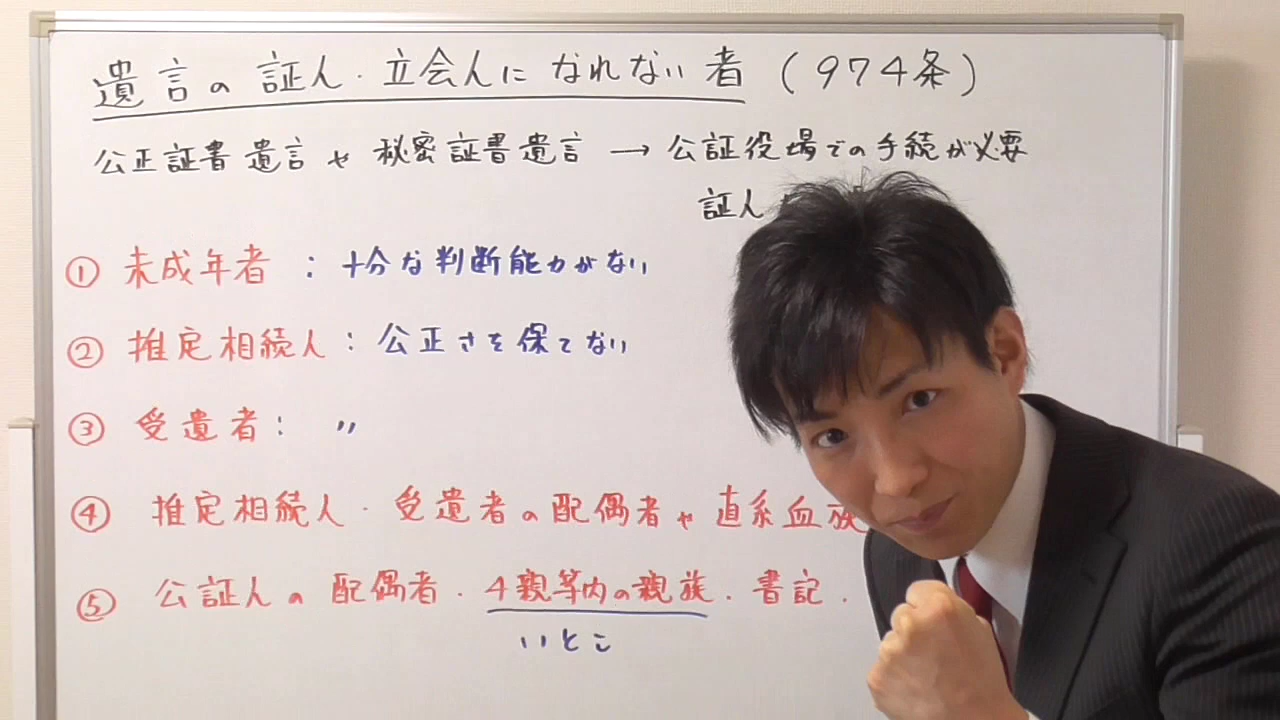 遺言の証人・立会人になれない者（974条）
公正証書遺言や秘密証書遺言→公証役場での手続が必要
証人
① 未成年者：十分な判断能力がない
② 推定相続人：公正さを保てない
③ 受遺者：〃
④ 推定相続人・受遺者の配偶者や直系血族
⑤ 公証人の配偶者・4親等内の親族・書記・
いとこ